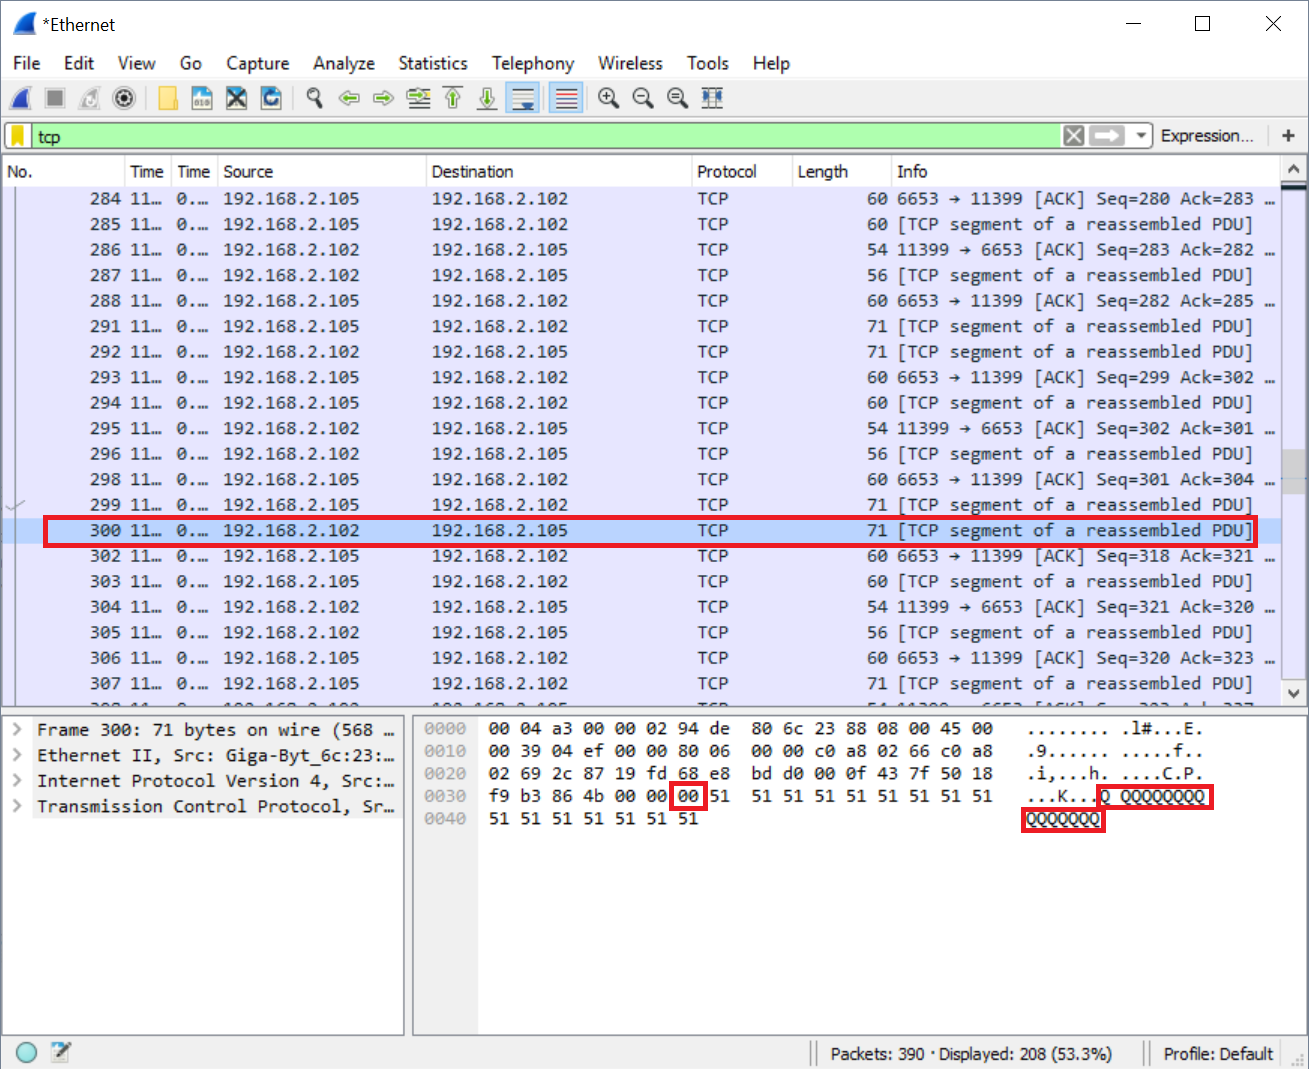 *Ethernet
File Edit View Go Capture Analyze Statistics Telephony Wireless Tools Help
tcp Expression... +
No. Time Time Source Destination Protocol Length Info
284 11… 0.… 192.168.2.105 192.168.2.102 TCP 60 6653 → 11399 [ACK] Seq=280 Ack=283 …
285 11… 0.… 192.168.2.105 192.168.2.102 TCP 60 [TCP segment of a reassembled PDU]
286 11… 0.… 192.168.2.102 192.168.2.105 TCP 54 11399 → 6653 [ACK] Seq=283 Ack=282 …
287 11… 0.… 192.168.2.102 192.168.2.105 TCP 56 [TCP segment of a reassembled PDU]
288 11… 0.… 192.168.2.105 192.168.2.102 TCP 60 6653 → 11399 [ACK] Seq=282 Ack=285 …
291 11… 0.… 192.168.2.105 192.168.2.102 TCP 71 [TCP segment of a reassembled PDU]
292 11… 0.… 192.168.2.102 192.168.2.105 TCP 71 [TCP segment of a reassembled PDU]
293 11… 0.… 192.168.2.105 192.168.2.102 TCP 60 6653 → 11399 [ACK] Seq=299 Ack=302 …
294 11… 0.… 192.168.2.105 192.168.2.102 TCP 60 [TCP segment of a reassembled PDU]
295 11… 0.… 192.168.2.102 192.168.2.105 TCP 54 11399 → 6653 [ACK] Seq=302 Ack=301 …
296 11… 0.… 192.168.2.102 192.168.2.105 TCP 56 [TCP segment of a reassembled PDU]
298 11… 0.… 192.168.2.105 192.168.2.102 TCP 60 6653 → 11399 [ACK] Seq=301 Ack=304 …
299 11… 0.… 192.168.2.105 192.168.2.102 TCP 71 [TCP segment of a reassembled PDU]
300 11… 0.… 192.168.2.102 192.168.2.105 TCP 71 [TCP segment of a reassembled PDU]
302 11… 0.… 192.168.2.105 192.168.2.102 TCP 60 6653 → 11399 [ACK] Seq=318 Ack=321 …
303 11… 0.… 192.168.2.105 192.168.2.102 TCP 60 [TCP segment of a reassembled PDU]
304 11… 0.… 192.168.2.102 192.168.2.105 TCP 54 11399 → 6653 [ACK] Seq=321 Ack=320 …
305 11… 0.… 192.168.2.102 192.168.2.105 TCP 56 [TCP segment of a reassembled PDU]
306 11… 0.… 192.168.2.105 192.168.2.102 TCP 60 6653 → 11399 [ACK] Seq=320 Ack=323 …
307 11… 0.… 192.168.2.105 192.168.2.102 TCP 71 [TCP segment of a reassembled PDU]
Frame 300: 71 bytes on wire (568 …
Ethernet II, Src: Giga-Byt_6c:23:…
Internet Protocol Version 4, Src:…
Transmission Control Protocol, Sr…
0000 00 04 a3 00 00 02 94 de 80 6c 23 88 08 00 45 00 ........ .l#...E.
0010 00 39 04 ef 00 00 80 06 00 00 c0 a8 02 66 c0 a8 .9...... .....f..
0020 02 69 2c 87 19 fd 68 e8 bd d0 00 0f 43 7f 50 18 .i,...h. ....C.P.
0030 f9 b3 86 4b 00 00 00 51 51 51 51 51 51 51 51 51 ...K...Q QQQQQQQQ
0040 51 51 51 51 51 51 51 QQQQQQQ
Packets: 390 · Displayed: 208 (53.3%) Profile: Default